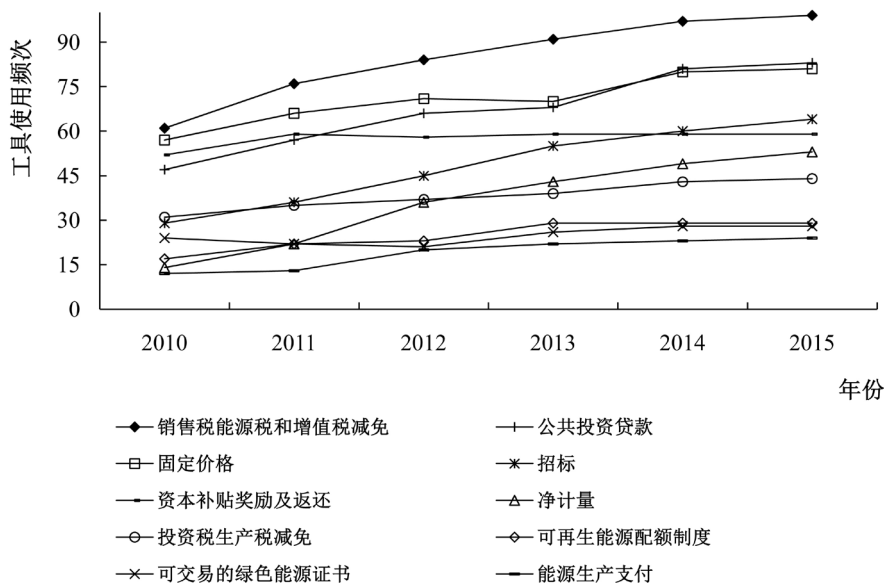 工具使用频次
90
75
60
45
30
15
0
2010 2011 2012 2013 2014 2015
年份
销售税能源税和增值税减免 公共投资贷款
固定价格 招标
资本补贴奖励及返还 净计量
投资税生产税减免 可再生能源配额制度
可交易的绿色能源证书 能源生产支付